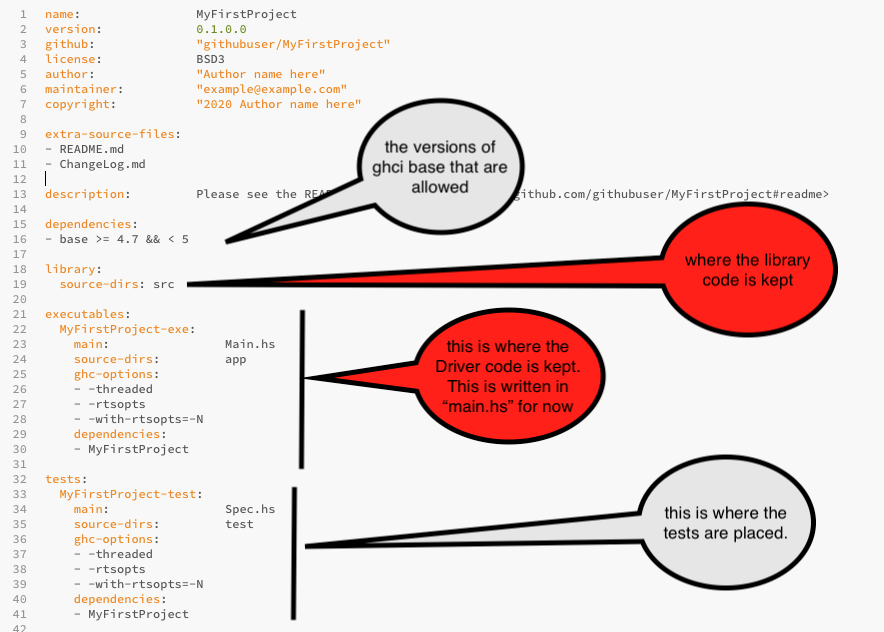 1 name: MyFirstProject
2 version: 0.1.0.0
3 github: "githubuser/MyFirstProject"
4 license: BSD3
5 author: "Author name here"
6 maintainer: "example@example.com"
7 copyright: "2020 Author name here"
8
9 extra-source-files:
10 - README.md
11 - ChangeLog.md
12
13 description: Please see the github.com/githubuser/MyFirstProject#readme>
14
15 dependencies:
16 - base >= 4.7 && < 5
17
18 library:
19 source-dirs: src
20
21 executables:
22 MyFirstProject-exe:
23 main: Main.hs
24 source-dirs: app
25 ghc-options:
26 - -threaded
27 - -rtsopts
28 - -with-rtsopts=-N
29 dependencies:
30 - MyFirstProject
31
32 tests:
33 MyFirstProject-test:
34 main: Spec.hs
35 source-dirs: test
36 ghc-options:
37 - -threaded
38 - -rtsopts
39 - -with-rtsopts=-N
40 dependencies:
41 - MyFirstProject
42
the versions of
ghci base that are
allowed
where the library
code is kept
this is where the
Driver code is kept.
This is written in
“main.hs” for now
this is where the
tests are placed.